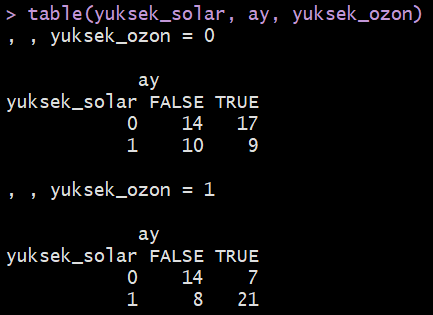 > table(yuksek_solar, ay, yuksek_ozon)
, , yuksek_ozon = 0

            ay
yuksek_solar FALSE TRUE
           0    14   17
           1    10    9

, , yuksek_ozon = 1

            ay
yuksek_solar FALSE TRUE
           0    14    7
           1     8   21